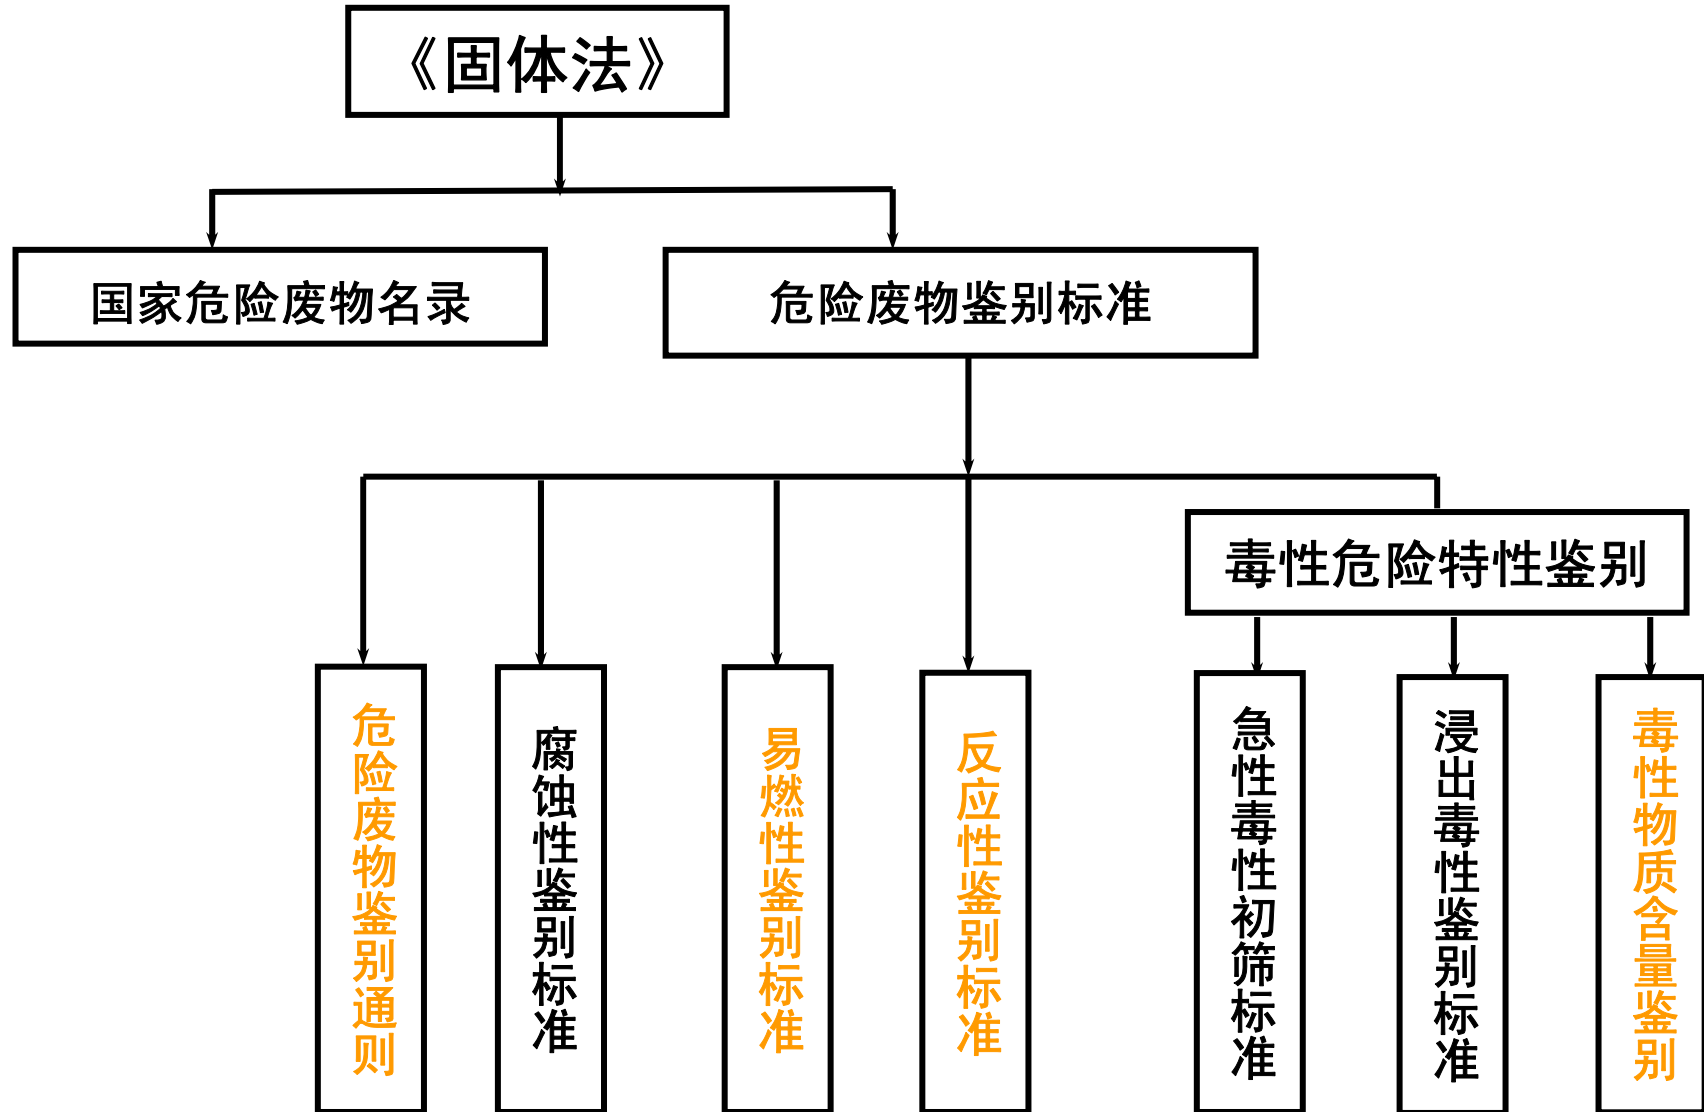 《固体法》
国家危险废物名录
危险废物鉴别标准
毒性危险特性鉴别
危险废物鉴别通则
腐蚀性鉴别标准
易燃性鉴别标准
反应性鉴别标准
急性毒性初筛标准
浸出毒性鉴别标准
毒性物质含量鉴别